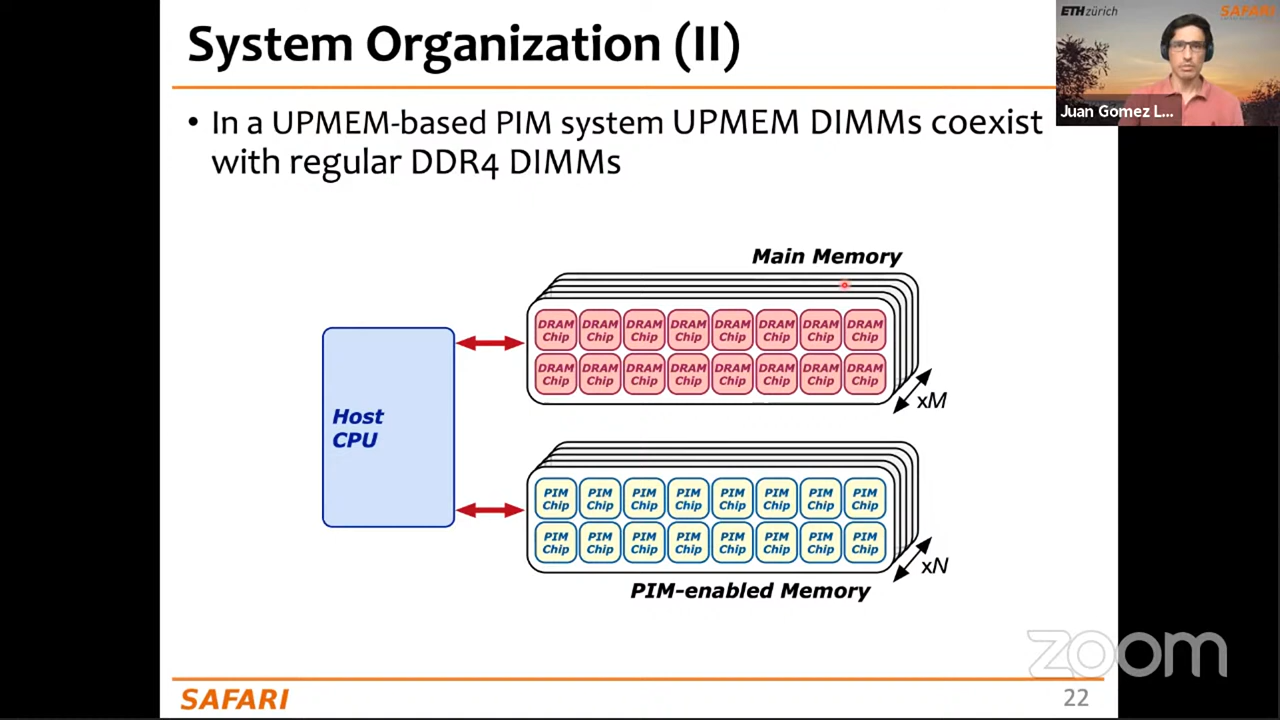 System Organization (II)
ETH zürich
SAFARI
Juan Gomez L...
• In a UPMEM-based PIM system UPMEM DIMMs coexist
with regular DDR4 DIMMs
Main Memory
DRAM Chip DRAM Chip DRAM Chip DRAM Chip DRAM Chip DRAM Chip DRAM Chip DRAM Chip
DRAM Chip DRAM Chip DRAM Chip DRAM Chip DRAM Chip DRAM Chip DRAM Chip DRAM Chip
xM
Host
CPU
PIM Chip PIM Chip PIM Chip PIM Chip PIM Chip PIM Chip PIM Chip PIM Chip
PIM Chip PIM Chip PIM Chip PIM Chip PIM Chip PIM Chip PIM Chip PIM Chip
xN
PIM-enabled Memory
zoom
SAFARI
22